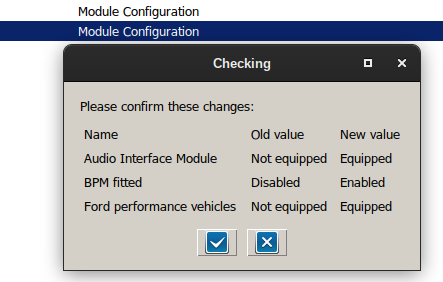 Module Configuration
Module Configuration
Checking
Please confirm these changes:
Name Old value New value
Audio Interface Module Not equipped Equipped
BPM fitted Disabled Enabled
Ford performance vehicles Not equipped Equipped